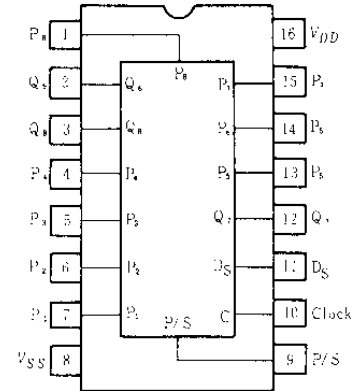 P₈ 1 P₈ 16 V_DD
Q₆ 2 Q₆ P₇ 15 P₇
Q₈ 3 Q₈ P₆ 14 P₆
P₄ 4 P₄ P₅ 13 P₅
P₃ 5 P₃ Q₇ 12 Q₇
P₂ 6 P₂ D_S 11 D_S
P₁ 7 P₁ C 10 Clock
V_SS 8 P/S 9 P/S